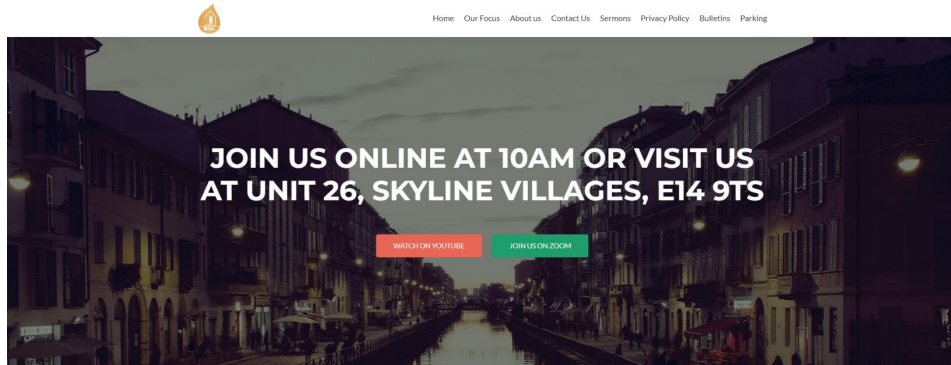 Home Our Focus About us Contact Us Sermons Privacy Policy Bulletins Parking
JOIN US ONLINE AT 10AM OR VISIT US
AT UNIT 26, SKYLINE VILLAGES, E14 9TS
WATCH ON YOUTUBE JOIN US ON ZOOM